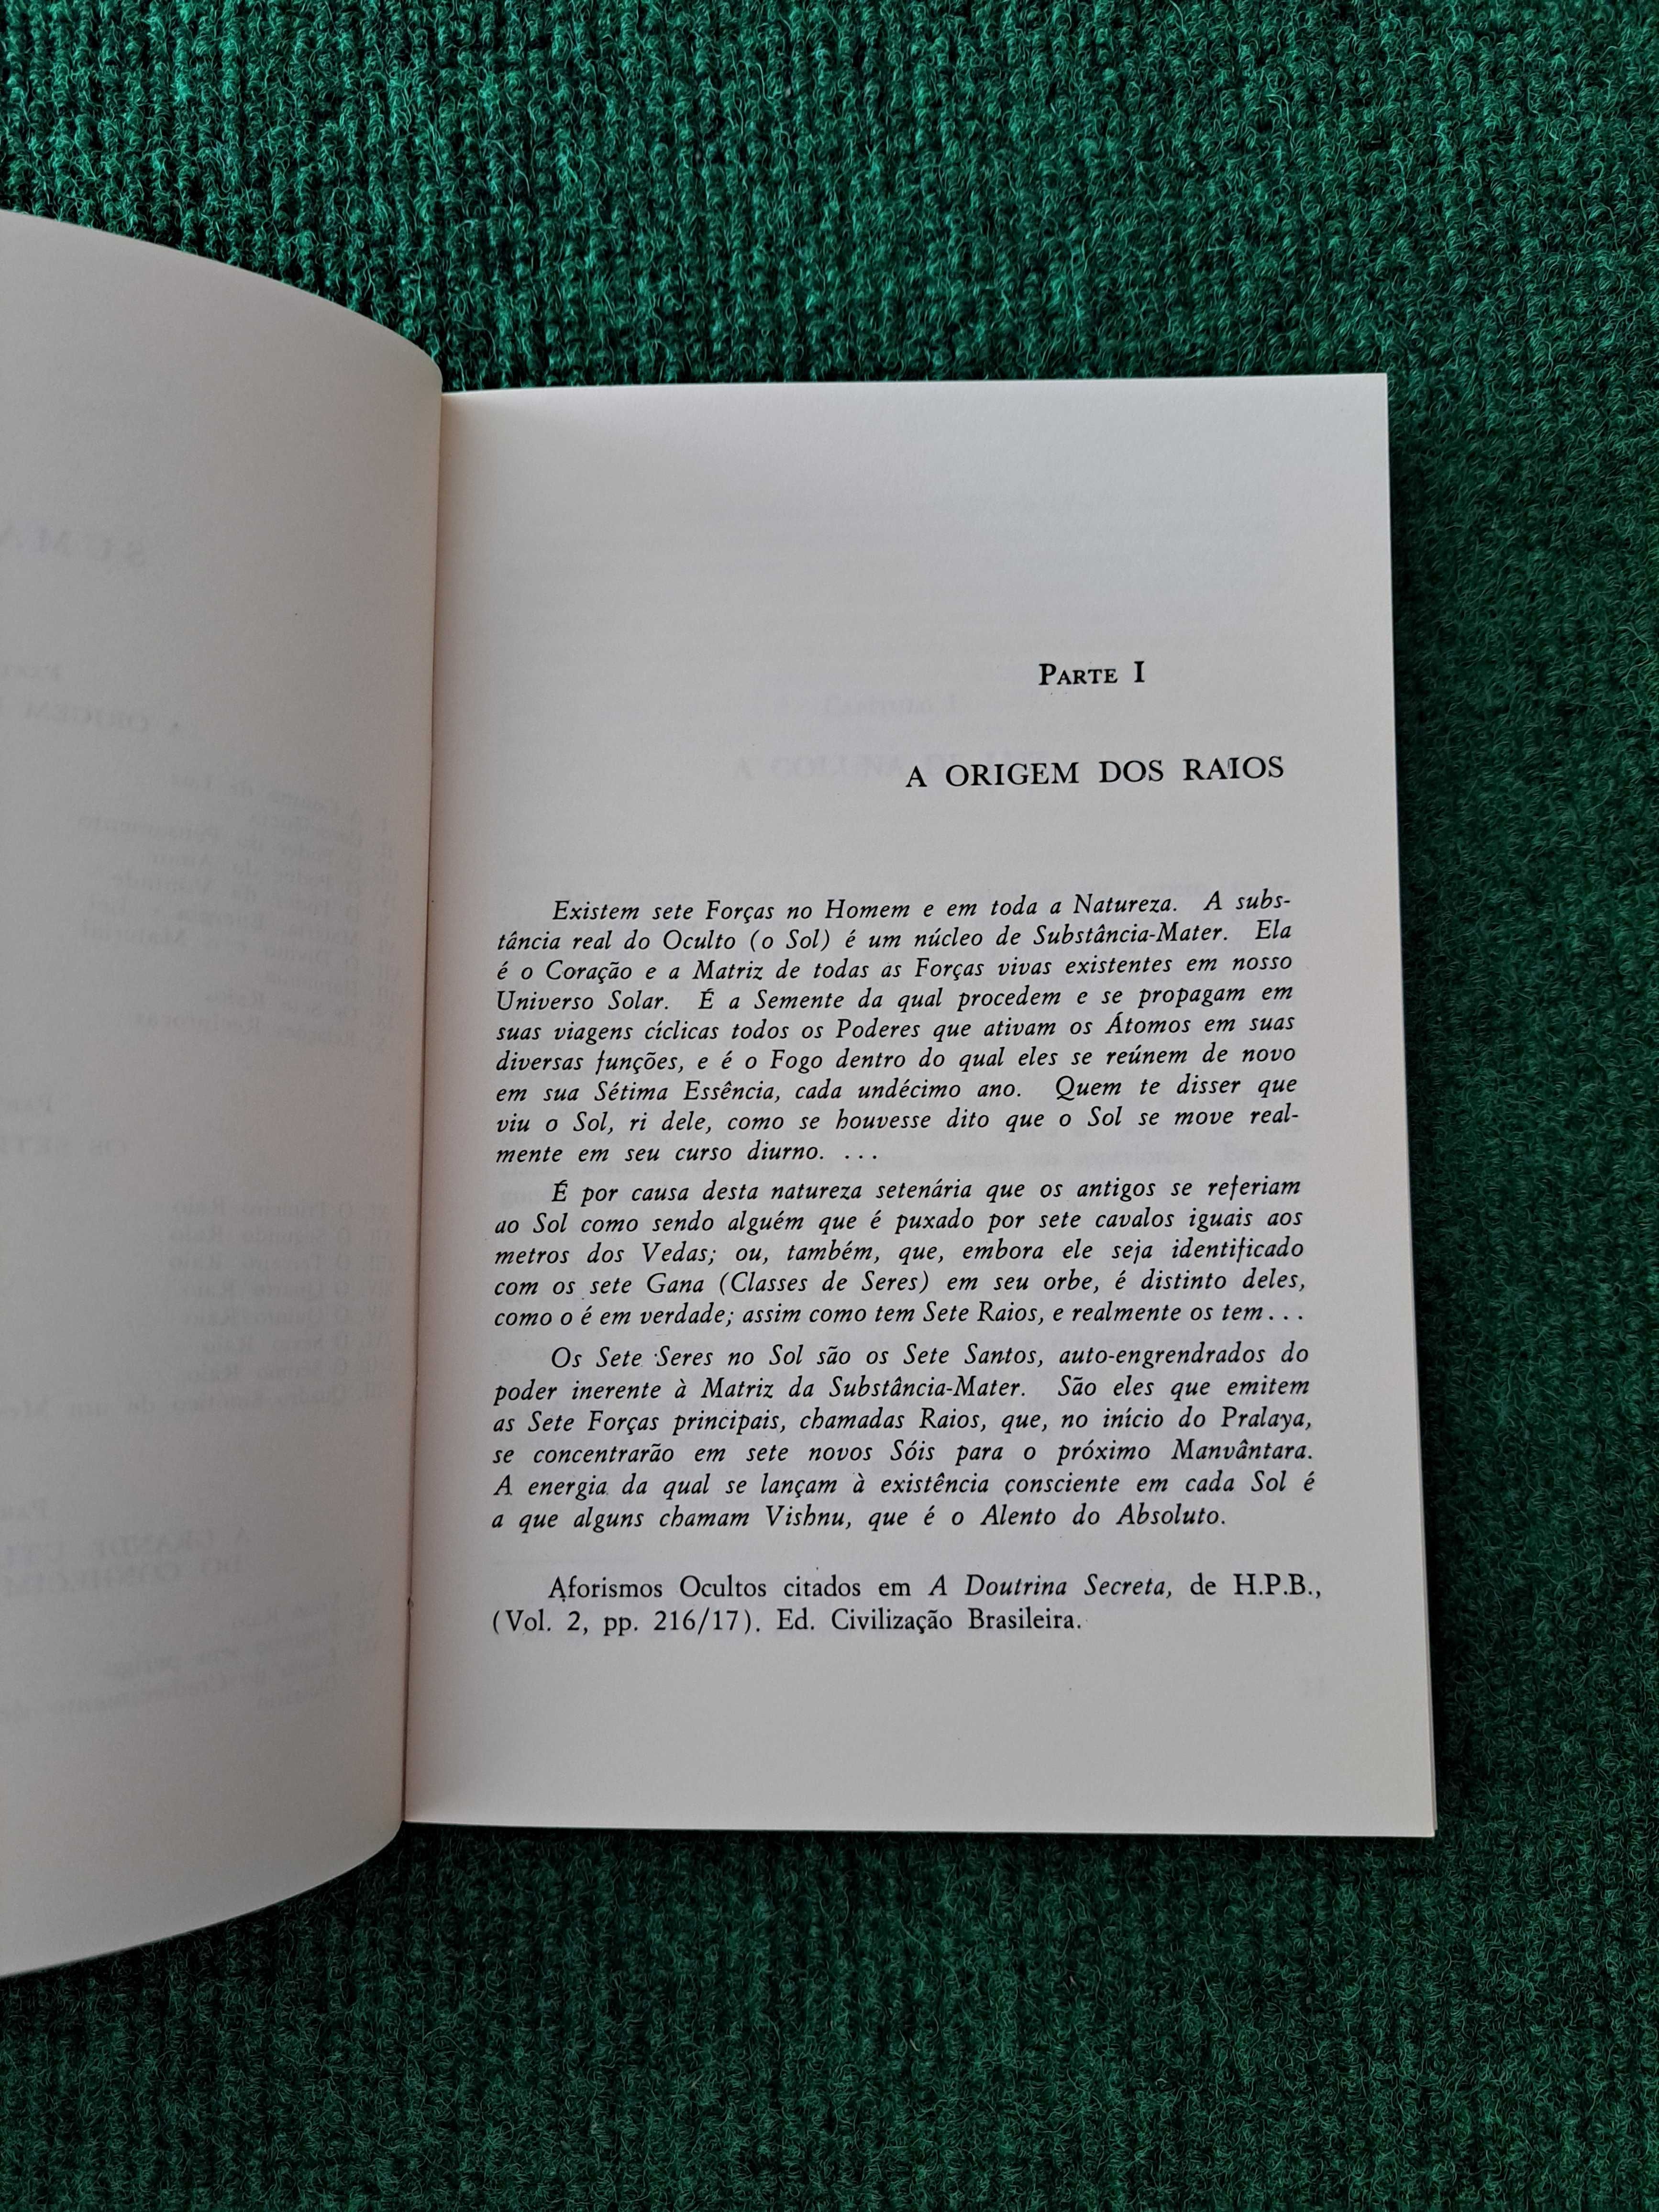 Parte I
A ORIGEM DOS RAIOS
Existem sete Forças no Homem e em toda a Natureza. A subs-
tância real do Oculto (o Sol) é um núcleo de Substância-Mater. Ela
é o Coração e a Matriz de todas as Forças vivas existentes em nosso
Universo Solar. É a Semente da qual procedem e se propagam em
suas viagens cíclicas todos os Poderes que ativam os Átomos em suas
diversas funções, e é o Fogo dentro do qual eles se reúnem de novo
em sua Sétima Essência, cada undécimo ano. Quem te disser que
viu o Sol, ri dele, como se houvesse dito que o Sol se move real-
mente em seu curso diurno. ...
É por causa desta natureza setenária que os antigos se referiam
ao Sol como sendo alguém que é puxado por sete cavalos iguais aos
metros dos Vedas; ou, também, que, embora ele seja identificado
com os sete Gana (Classes de Seres) em seu orbe, é distinto deles,
como o é em verdade; assim como tem Sete Raios, e realmente os tem...
Os Sete Seres no Sol são os Sete Santos, auto-engrendrados do
poder inerente à Matriz da Substância-Mater. São eles que emitem
as Sete Forças principais, chamadas Raios, que, no início do Pralaya,
se concentrarão em sete novos Sóis para o próximo Manvântara.
A energia da qual se lançam à existência consciente em cada Sol é
a que alguns chamam Vishnu, que é o Alento do Absoluto.
Aforismos Ocultos citados em A Doutrina Secreta, de H.P.B.,
(Vol. 2, pp. 216/17). Ed. Civilização Brasileira.